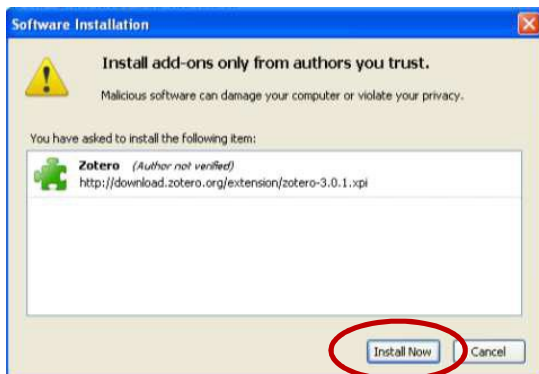 Software Installation
Install add-ons only from authors you trust.
Malicious software can damage your computer or violate your privacy.
You have asked to install the following item:
Zotero (Author not verified)
http://download.zotero.org/extension/zotero-3.0.1.xpi
Install Now Cancel